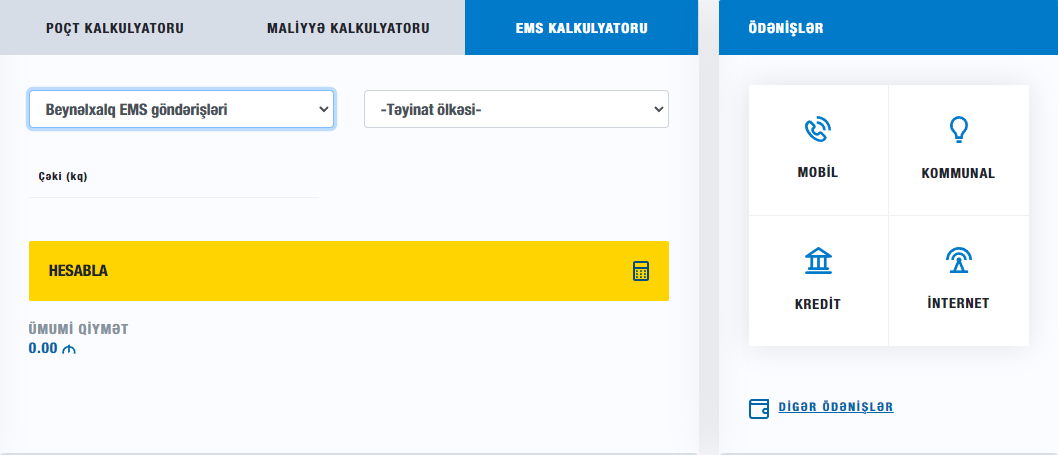 POÇT KALKULYATORU
MALİYYƏ KALKULYATORU
EMS KALKULYATORU
Beynəlxalq EMS göndərişləri
-Təyinat ölkəsi-
Çəki (kq)
HESABLA
ÜMUMİ QİYMƏT
0.00 ₼
ÖDƏNİŞLƏR
MOBİL
KOMMUNAL
KREDİT
İNTERNET
DİGƏR ÖDƏNİŞLƏR